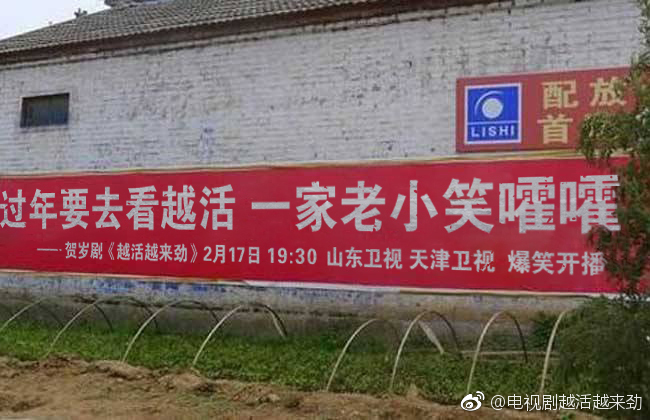 配放
首
LISHI
过年要去看越活 一家老小笑嚯嚯
——贺岁剧《越活越来劲》2月17日 19:30 山东卫视 天津卫视 爆笑开播
@电视剧越活越来劲